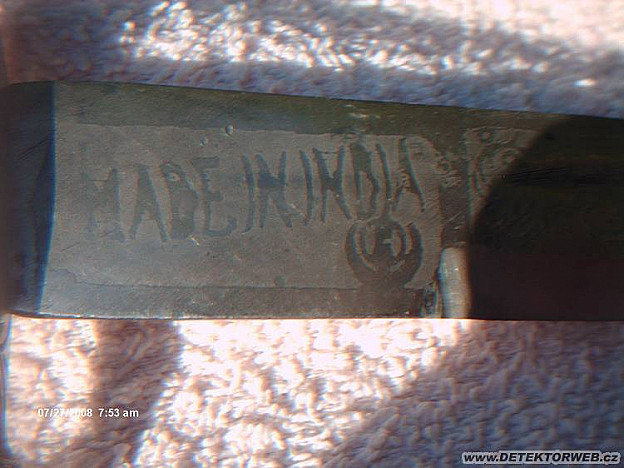 MADE IN INDIA
07/27/2008 7:53 am
www.DETEKTORWEB.cz